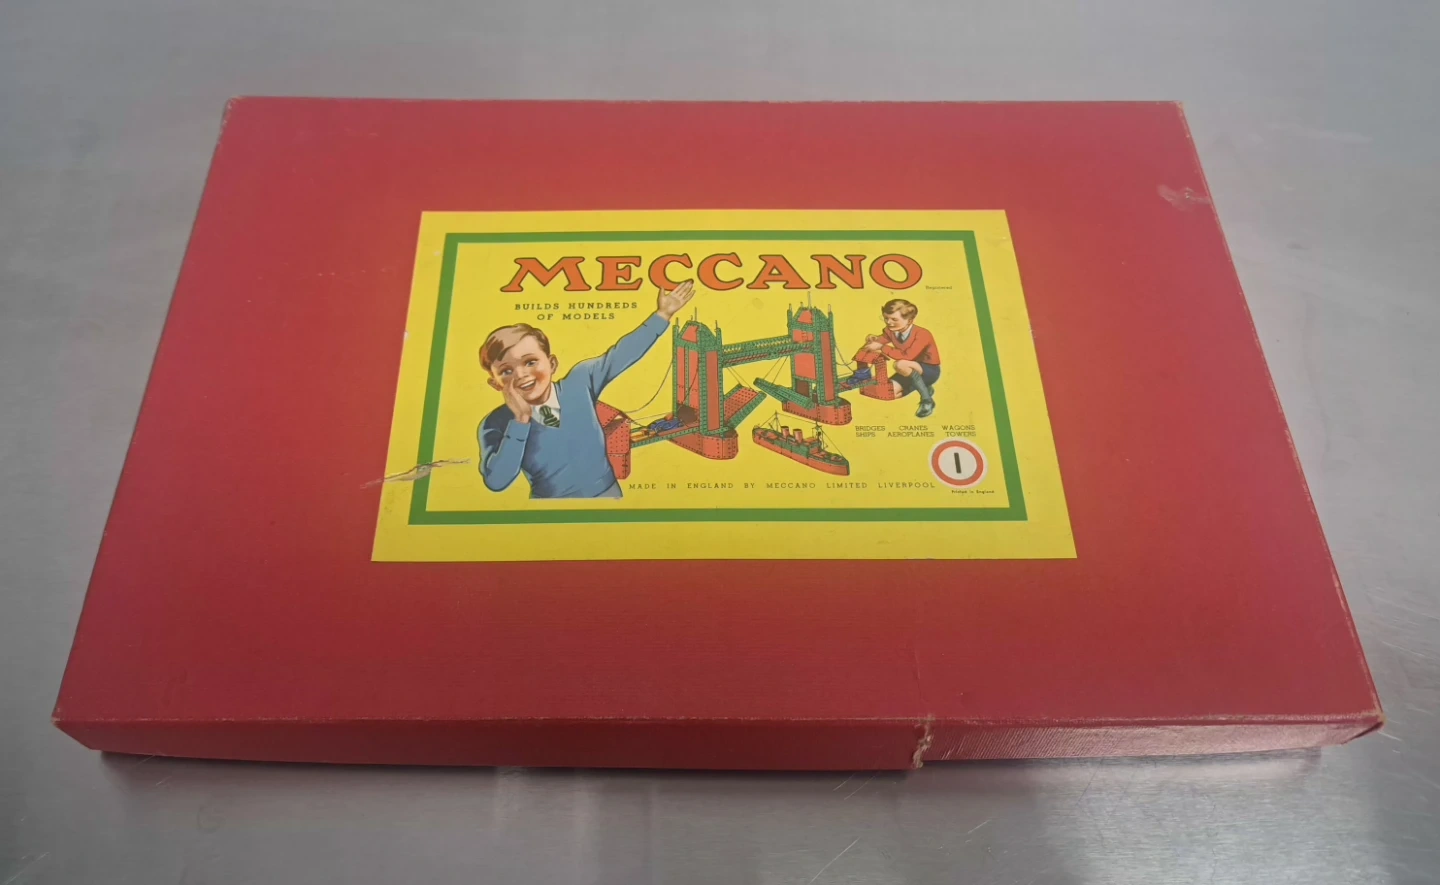 MECCANO
Registered
BUILDS HUNDREDS
OF MODELS
BRIDGES CRANES WAGONS
SHIPS AEROPLANES TOWERS
1
MADE IN ENGLAND BY MECCANO LIMITED LIVERPOOL
Printed in England